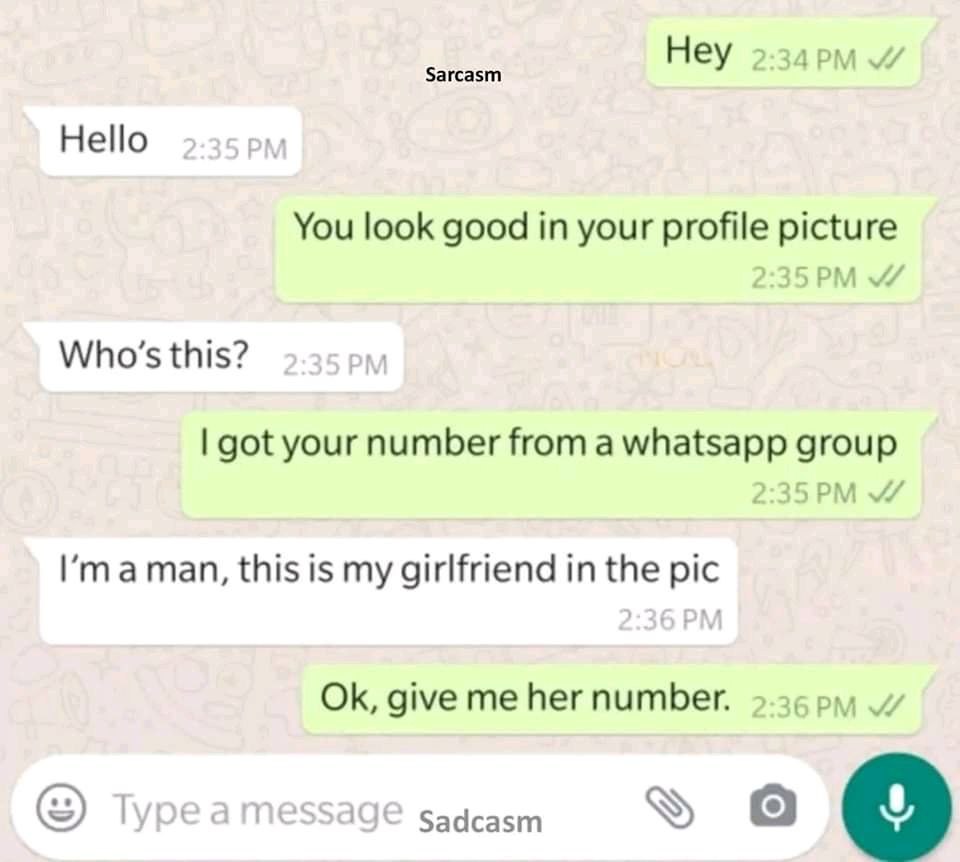 Hey 2:34 PM
Sarcasm
Hello 2:35 PM
You look good in your profile picture
2:35 PM
Who's this? 2:35 PM
I got your number from a whatsapp group
2:35 PM
I'm a man, this is my girlfriend in the pic
2:36 PM
Ok, give me her number. 2:36 PM
Type a message Sadcasm